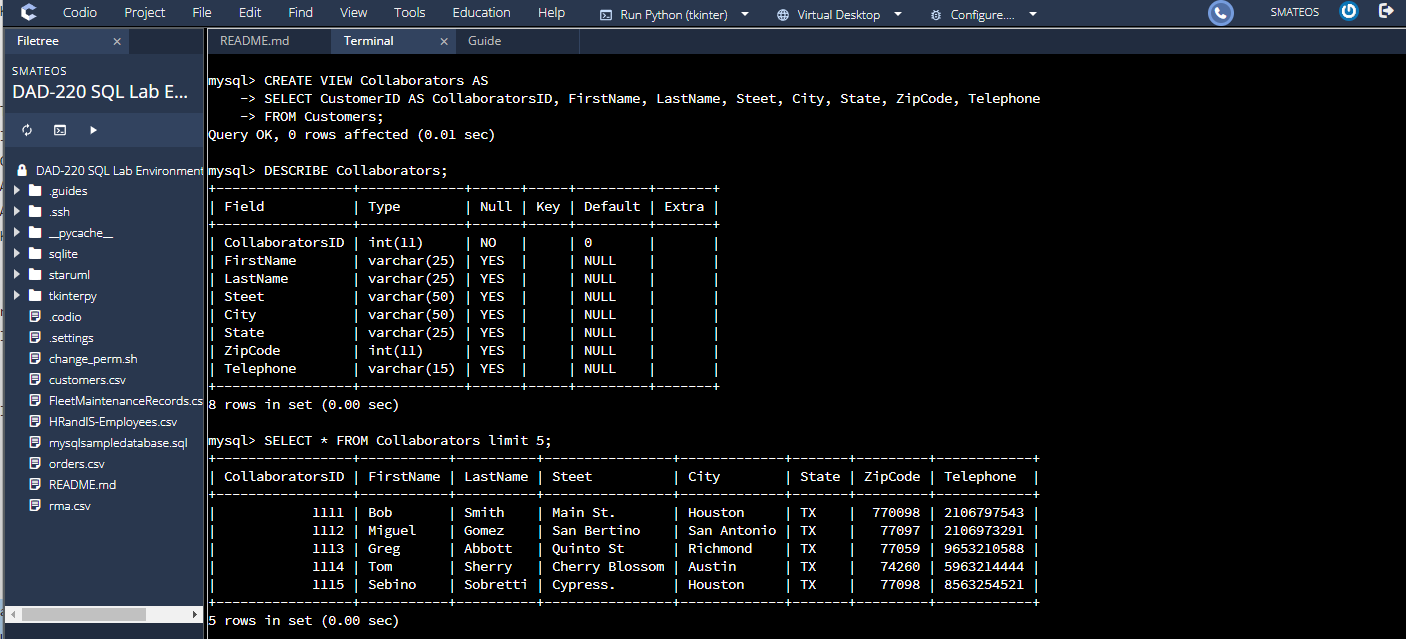 Codio Project File Edit Find View Tools Education Help Run Python (tkinter) Virtual Desktop Configure.... SMATEOS
Filetree × README.md Terminal × Guide
SMATEOS
DAD-220 SQL Lab E...
DAD-220 SQL Lab Environment
.guides
.ssh
__pycache__
sqlite
staruml
tkinterpy
.codio
.settings
change_perm.sh
customers.csv
FleetMaintenanceRecords.cs
HRandIS-Employees.csv
mysqlsampledatabase.sql
orders.csv
README.md
rma.csv
mysql> CREATE VIEW Collaborators AS
-> SELECT CustomerID AS CollaboratorsID, FirstName, LastName, Steet, City, State, ZipCode, Telephone
-> FROM Customers;
Query OK, 0 rows affected (0.01 sec)
mysql> DESCRIBE Collaborators;
+-----------------+-------------+------+-----+---------+-------+
| Field           | Type        | Null | Key | Default | Extra |
+-----------------+-------------+------+-----+---------+-------+
| CollaboratorsID | int(11)     | NO   |     | 0       |       |
| FirstName       | varchar(25) | YES  |     | NULL    |       |
| LastName        | varchar(25) | YES  |     | NULL    |       |
| Steet           | varchar(50) | YES  |     | NULL    |       |
| City            | varchar(50) | YES  |     | NULL    |       |
| State           | varchar(25) | YES  |     | NULL    |       |
| ZipCode         | int(11)     | YES  |     | NULL    |       |
| Telephone       | varchar(15) | YES  |     | NULL    |       |
+-----------------+-------------+------+-----+---------+-------+
8 rows in set (0.00 sec)
mysql> SELECT * FROM Collaborators limit 5;
+-----------------+-----------+----------+----------------+-------------+-------+---------+------------+
| CollaboratorsID | FirstName | LastName | Steet          | City        | State | ZipCode | Telephone  |
+-----------------+-----------+----------+----------------+-------------+-------+---------+------------+
|            1111 | Bob       | Smith    | Main St.       | Houston     | TX    |  770098 | 2106797543 |
|            1112 | Miguel    | Gomez    | San Bertino    | San Antonio | TX    |   77097 | 2106973291 |
|            1113 | Greg      | Abbott   | Quinto St      | Richmond    | TX    |   77059 | 9653210588 |
|            1114 | Tom       | Sherry   | Cherry Blossom | Austin      | TX    |   74260 | 5963214444 |
|            1115 | Sebino    | Sobretti | Cypress.       | Houston     | TX    |   77098 | 8563254521 |
+-----------------+-----------+----------+----------------+-------------+-------+---------+------------+
5 rows in set (0.00 sec)